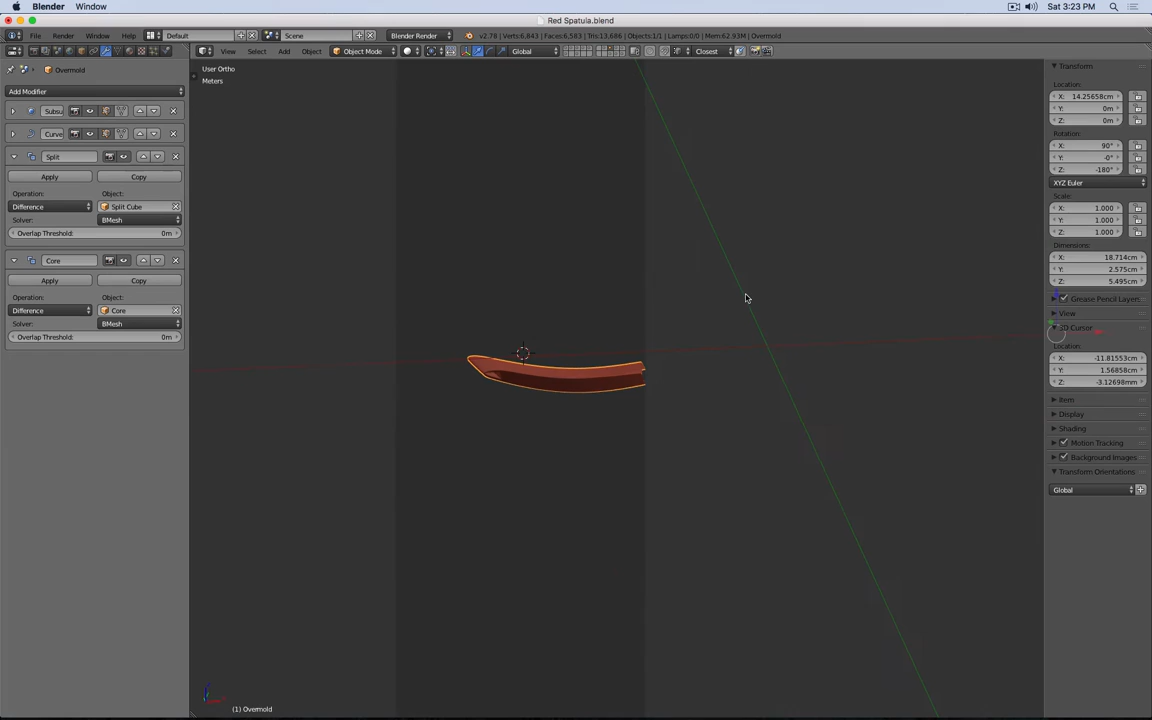 Blender Window Sat 3:23 PM
Red Spatula.blend
File Render Window Help Default Scene Blender Render v2.78 | Verts:6,843 | Faces:6,583 | Tris:13,686 | Objects:1/1 | Lamps:0/0 | Mem:62.93M | Overmold
View Select Add Object Object Mode Global Closest
Overmold
Add Modifier
Subsu
Curve
Split
Apply Copy
Operation: Object:
Difference Split Cube
Solver: BMesh
Overlap Threshold: 0m
Core
Apply Copy
Operation: Object:
Difference Core
Solver: BMesh
Overlap Threshold: 0m
User Ortho
Meters
(1) Overmold
Transform
Location:
X: 14.25658cm
Y: 0m
Z: 0m
Rotation:
X: 90°
Y: -0°
Z: -180°
XYZ Euler
Scale:
X: 1.000
Y: 1.000
Z: 1.000
Dimensions:
X: 18.714cm
Y: 2.575cm
Z: 5.495cm
Grease Pencil Layers
View
3D Cursor
Location:
X: -11.81553cm
Y: 1.56858cm
Z: -3.12698mm
Item
Display
Shading
Motion Tracking
Background Images
Transform Orientations
Global